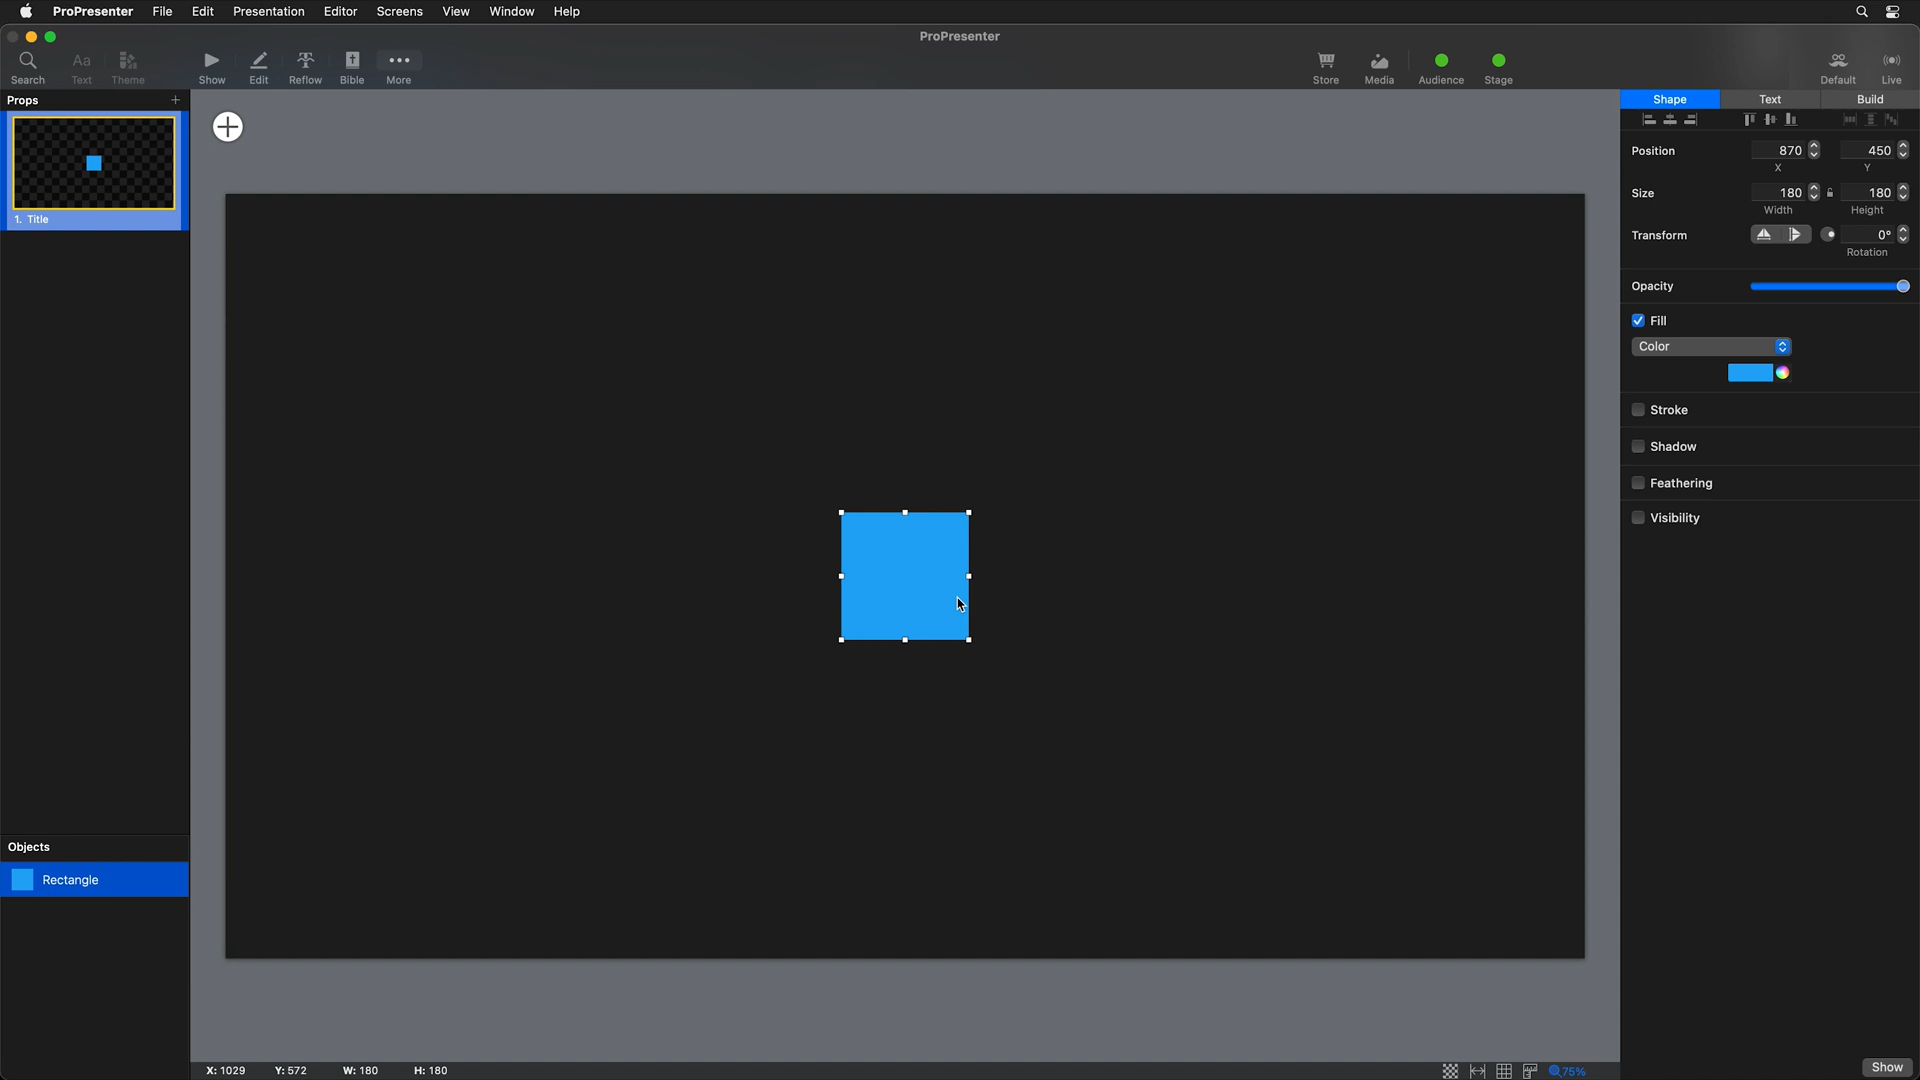 ProPresenter File Edit Presentation Editor Screens View Window Help
ProPresenter
Search Text Theme Show Edit Reflow Bible More Store Media Audience Stage Default Live
Aa
Props +
1. Title
Shape Text Build
Position 870 450
X Y
Size 180 180
Width Height
Transform 0°
Rotation
Opacity
Fill
Color
Stroke
Shadow
Feathering
Visibility
Objects
Rectangle
X: 1029 Y: 572 W: 180 H: 180 75%
Show